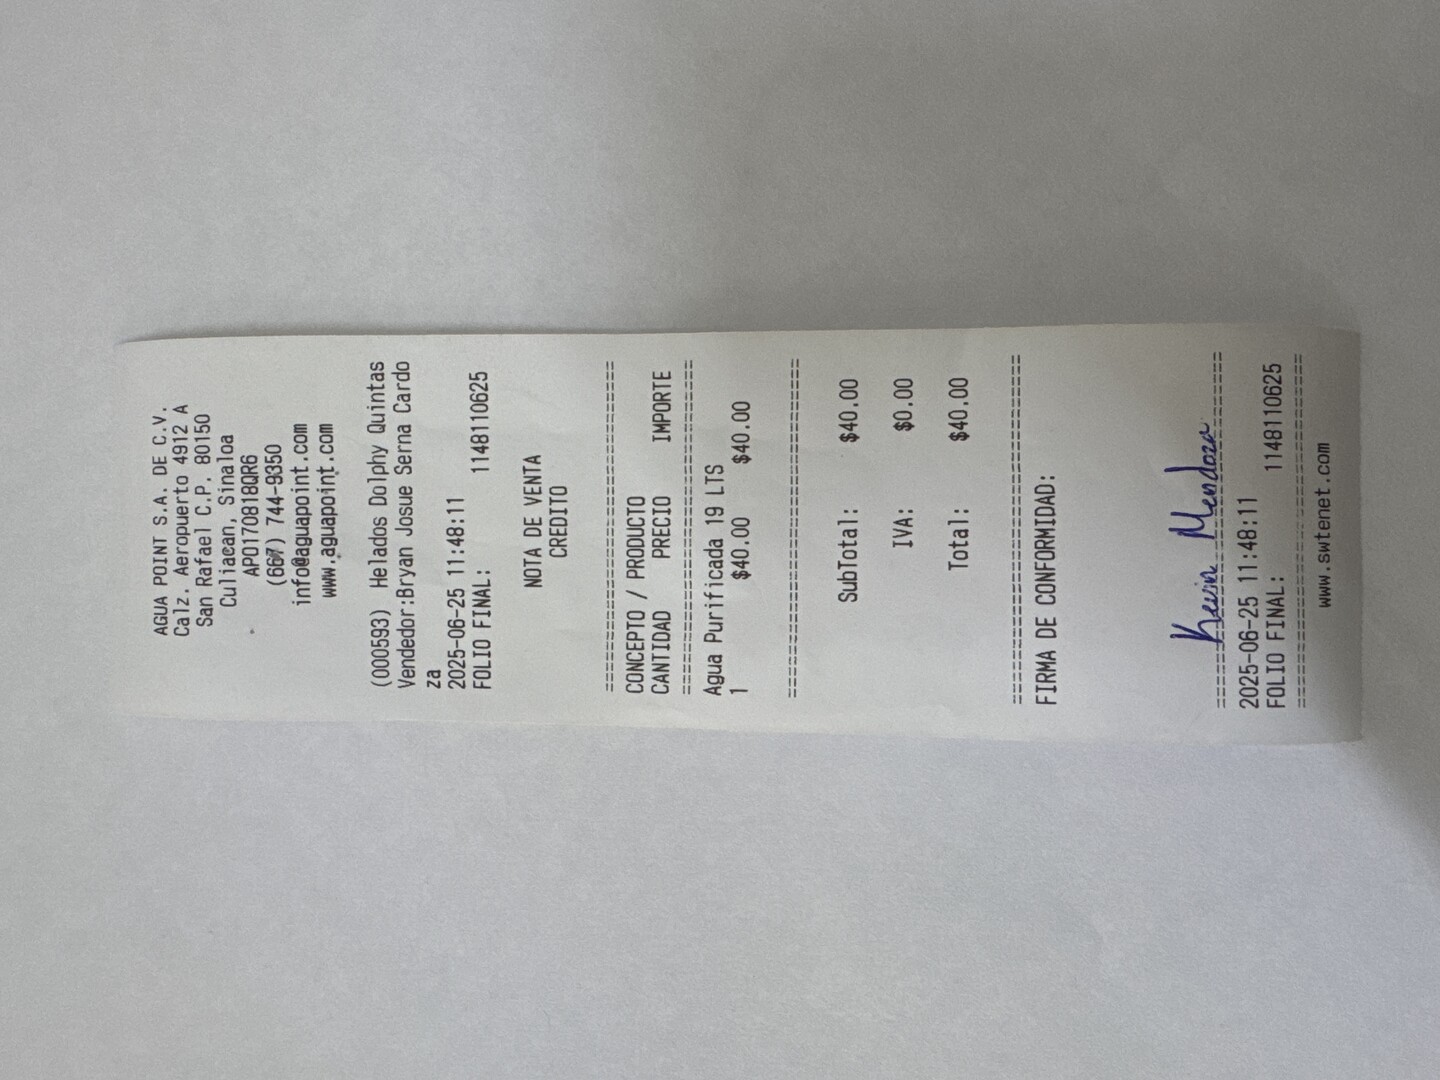 AGUA POINT S.A. DE C.V.
Calz. Aeropuerto 4912 A
San Rafael C.P. 80150
Culiacan, Sinaloa
APO170818QR6
(667) 744-9350
info@aguapoint.com
www.aguapoint.com
(000593) Helados Dolphy Quintas
Vendedor:Bryan Josue Serna Cardo
za
2025-06-25 11:48:11
FOLIO FINAL: 1148110625
NOTA DE VENTA
CREDITO
================================
CONCEPTO / PRODUCTO
CANTIDAD PRECIO IMPORTE
================================
Agua Purificada 19 LTS
1 $40.00 $40.00
================================
SubTotal: $40.00
IVA: $0.00
Total: $40.00
================================
FIRMA DE CONFORMIDAD:
Kevin Mendoza
================================
2025-06-25 11:48:11
FOLIO FINAL: 1148110625
================================
www.swtenet.com